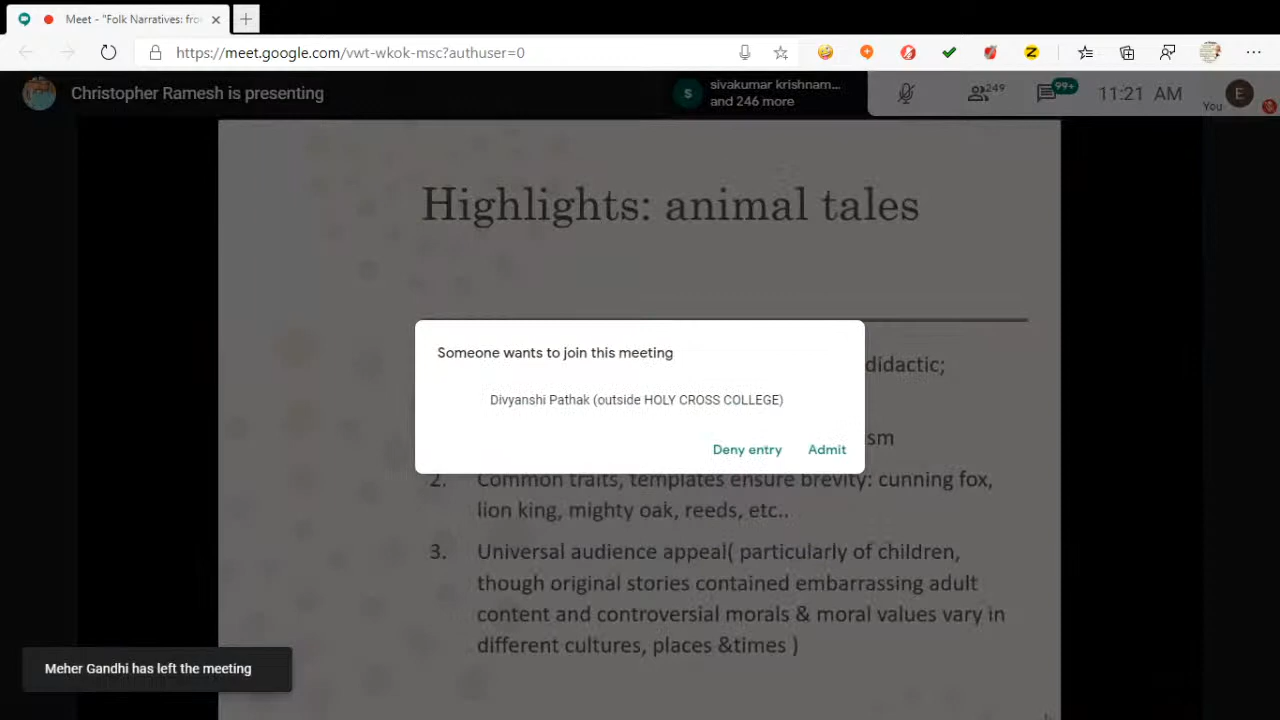 Meet - "Folk Narratives: fro
https://meet.google.com/vwt-wkok-msc?authuser=0
Christopher Ramesh is presenting
S
sivakumar krishnam...
and 246 more
249
99+
11:21 AM
You
E
Highlights: animal tales
didactic;
Someone wants to join this meeting
Divyanshi Pathak (outside HOLY CROSS COLLEGE)
Deny entry Admit
sm
2. Common traits, templates ensure brevity: cunning fox,
lion king, mighty oak, reeds, etc..
3. Universal audience appeal( particularly of children,
though original stories contained embarrassing adult
content and controversial morals & moral values vary in
different cultures, places &times )
Meher Gandhi has left the meeting